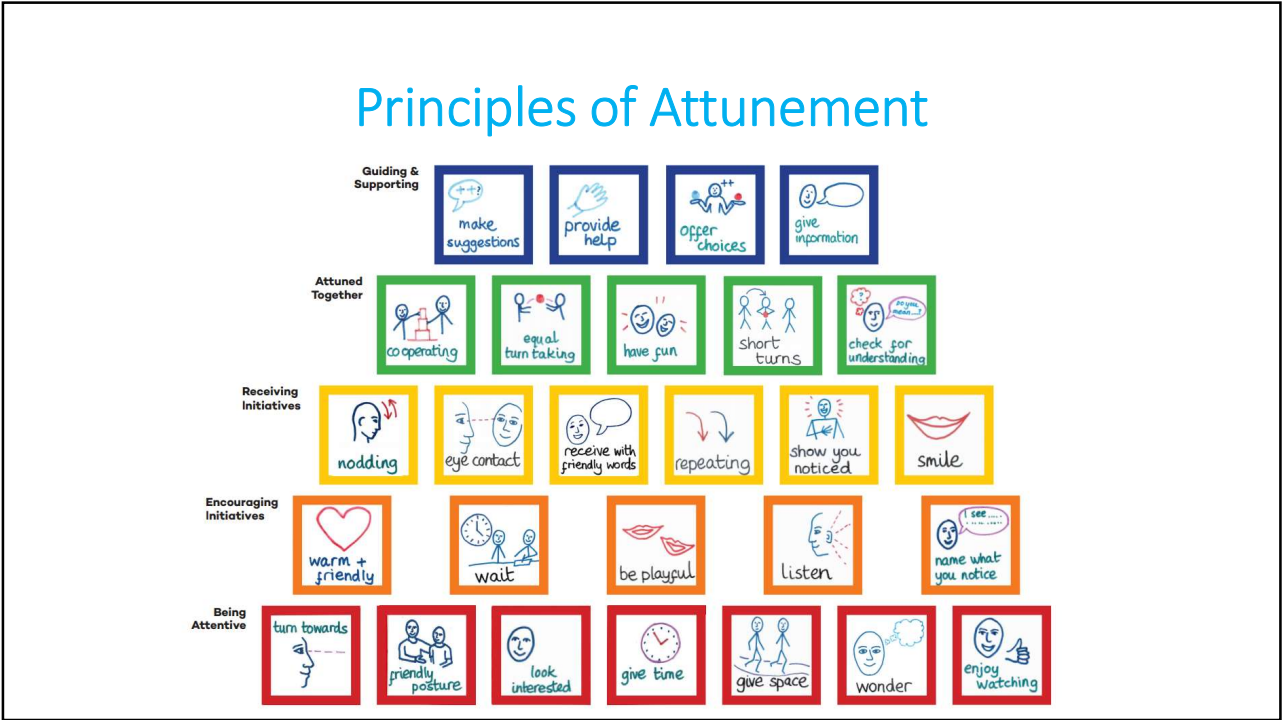 Principles of Attunement
Guiding &
Supporting
++?
make
suggestions
provide
help
++
offer
choices
give
information
Attuned
Together
cooperating
equal
turn taking
have fun
short
turns
?
so you
mean...?
check for
understanding
Receiving
Initiatives
nodding
eye contact
receive with
friendly words
repeating
show you
noticed
smile
Encouraging
Initiatives
warm +
friendly
wait
be playful
listen
I see.....
name what
you notice
Being
Attentive
turn towards
friendly
posture
look
interested
give time
give space
wonder
enjoy
watching